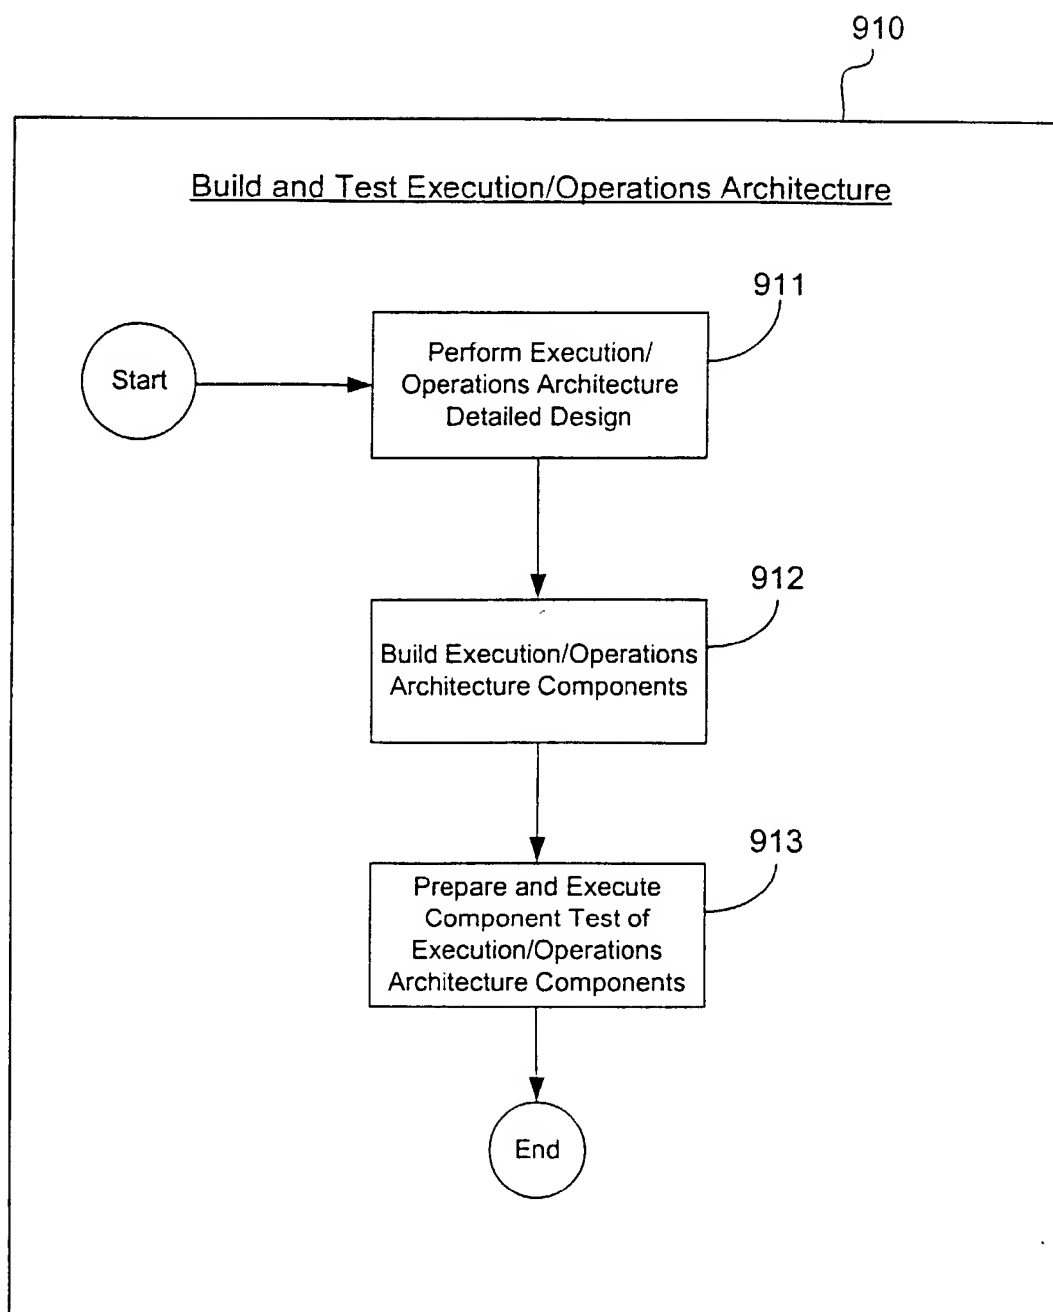 910
Build and Test Execution/Operations Architecture
911
Start
Perform Execution/
Operations Architecture
Detailed Design
912
Build Execution/Operations
Architecture Components
913
Prepare and Execute
Component Test of
Execution/Operations
Architecture Components
End